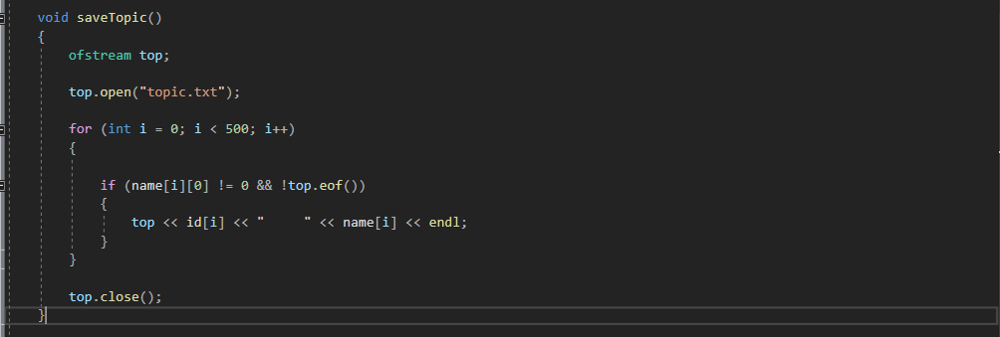 void saveTopic()
{
ofstream top;
top.open("topic.txt");
for (int i = 0; i < 500; i++)
{
if (name[i][0] != 0 && !top.eof())
{
top << id[i] << "     " << name[i] << endl;
}
}
top.close();
}